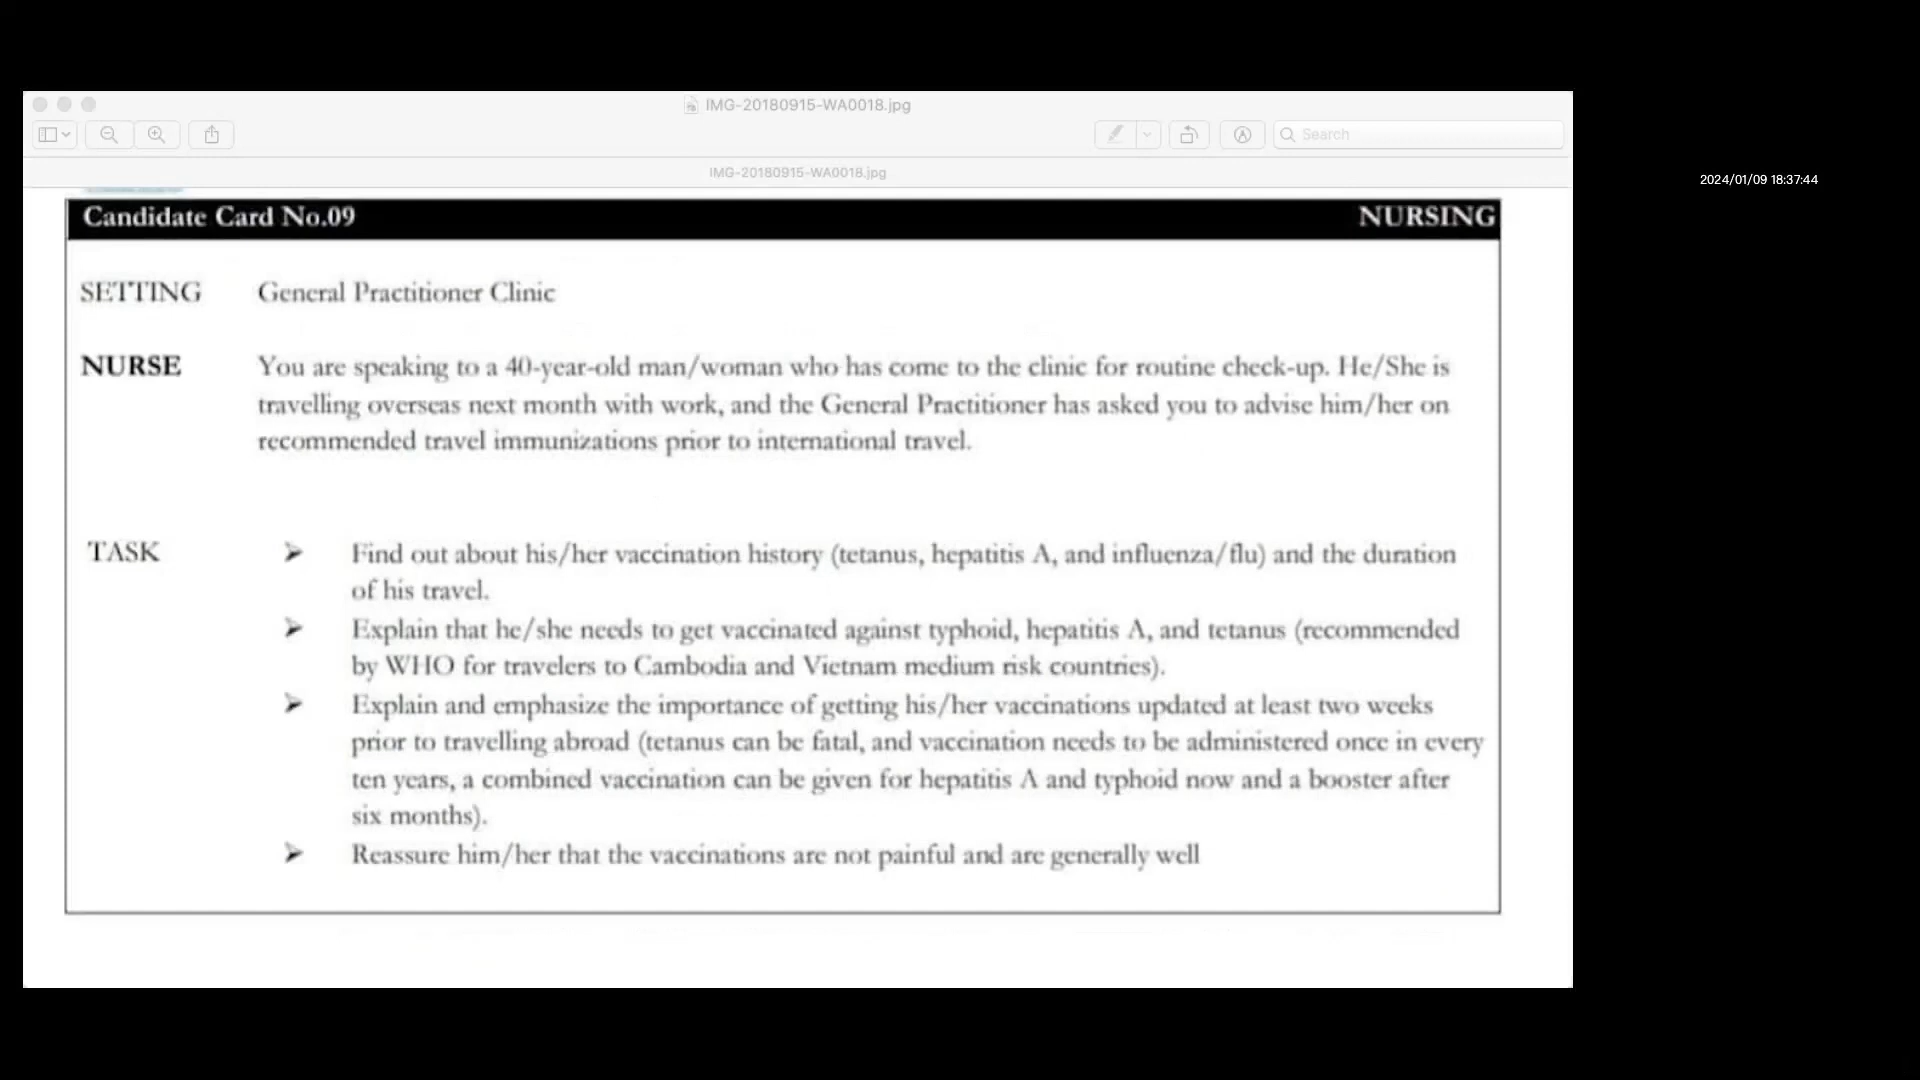 IMG-20180915-WA0018.jpg
Search
IMG-20180915-WA0018.jpg
2024/01/09 18:37:44
Candidate Card No.09 NURSING
SETTING General Practitioner Clinic
NURSE You are speaking to a 40-year-old man/woman who has come to the clinic for routine check-up. He/She is
travelling overseas next month with work, and the General Practitioner has asked you to advise him/her on
recommended travel immunizations prior to international travel.
TASK ➢ Find out about his/her vaccination history (tetanus, hepatitis A, and influenza/flu) and the duration
of his travel.
➢ Explain that he/she needs to get vaccinated against typhoid, hepatitis A, and tetanus (recommended
by WHO for travelers to Cambodia and Vietnam medium risk countries).
➢ Explain and emphasize the importance of getting his/her vaccinations updated at least two weeks
prior to travelling abroad (tetanus can be fatal, and vaccination needs to be administered once in every
ten years, a combined vaccination can be given for hepatitis A and typhoid now and a booster after
six months).
➢ Reassure him/her that the vaccinations are not painful and are generally well